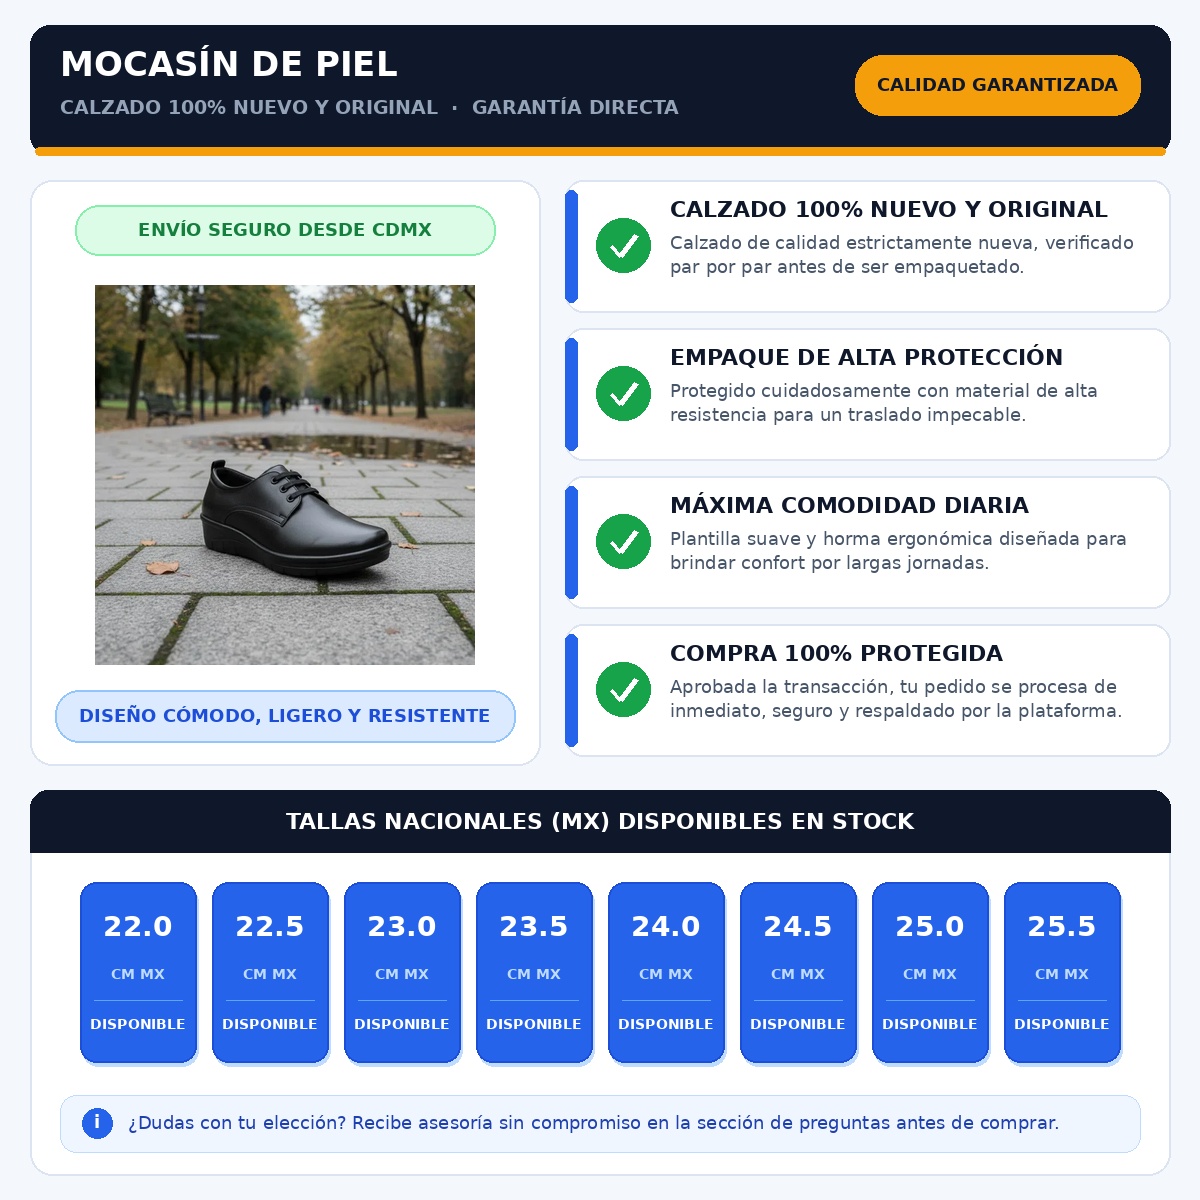 MOCASÍN DE PIEL
CALZADO 100% NUEVO Y ORIGINAL · GARANTÍA DIRECTA
CALIDAD GARANTIZADA
ENVÍO SEGURO DESDE CDMX
DISEÑO CÓMODO, LIGERO Y RESISTENTE
CALZADO 100% NUEVO Y ORIGINAL
Calzado de calidad estrictamente nueva, verificado
par por par antes de ser empaquetado.
EMPAQUE DE ALTA PROTECCIÓN
Protegido cuidadosamente con material de alta
resistencia para un traslado impecable.
MÁXIMA COMODIDAD DIARIA
Plantilla suave y horma ergonómica diseñada para
brindar confort por largas jornadas.
COMPRA 100% PROTEGIDA
Aprobada la transacción, tu pedido se procesa de
inmediato, seguro y respaldado por la plataforma.
TALLAS NACIONALES (MX) DISPONIBLES EN STOCK
22.0
CM MX
DISPONIBLE
22.5
CM MX
DISPONIBLE
23.0
CM MX
DISPONIBLE
23.5
CM MX
DISPONIBLE
24.0
CM MX
DISPONIBLE
24.5
CM MX
DISPONIBLE
25.0
CM MX
DISPONIBLE
25.5
CM MX
DISPONIBLE
i ¿Dudas con tu elección? Recibe asesoría sin compromiso en la sección de preguntas antes de comprar.